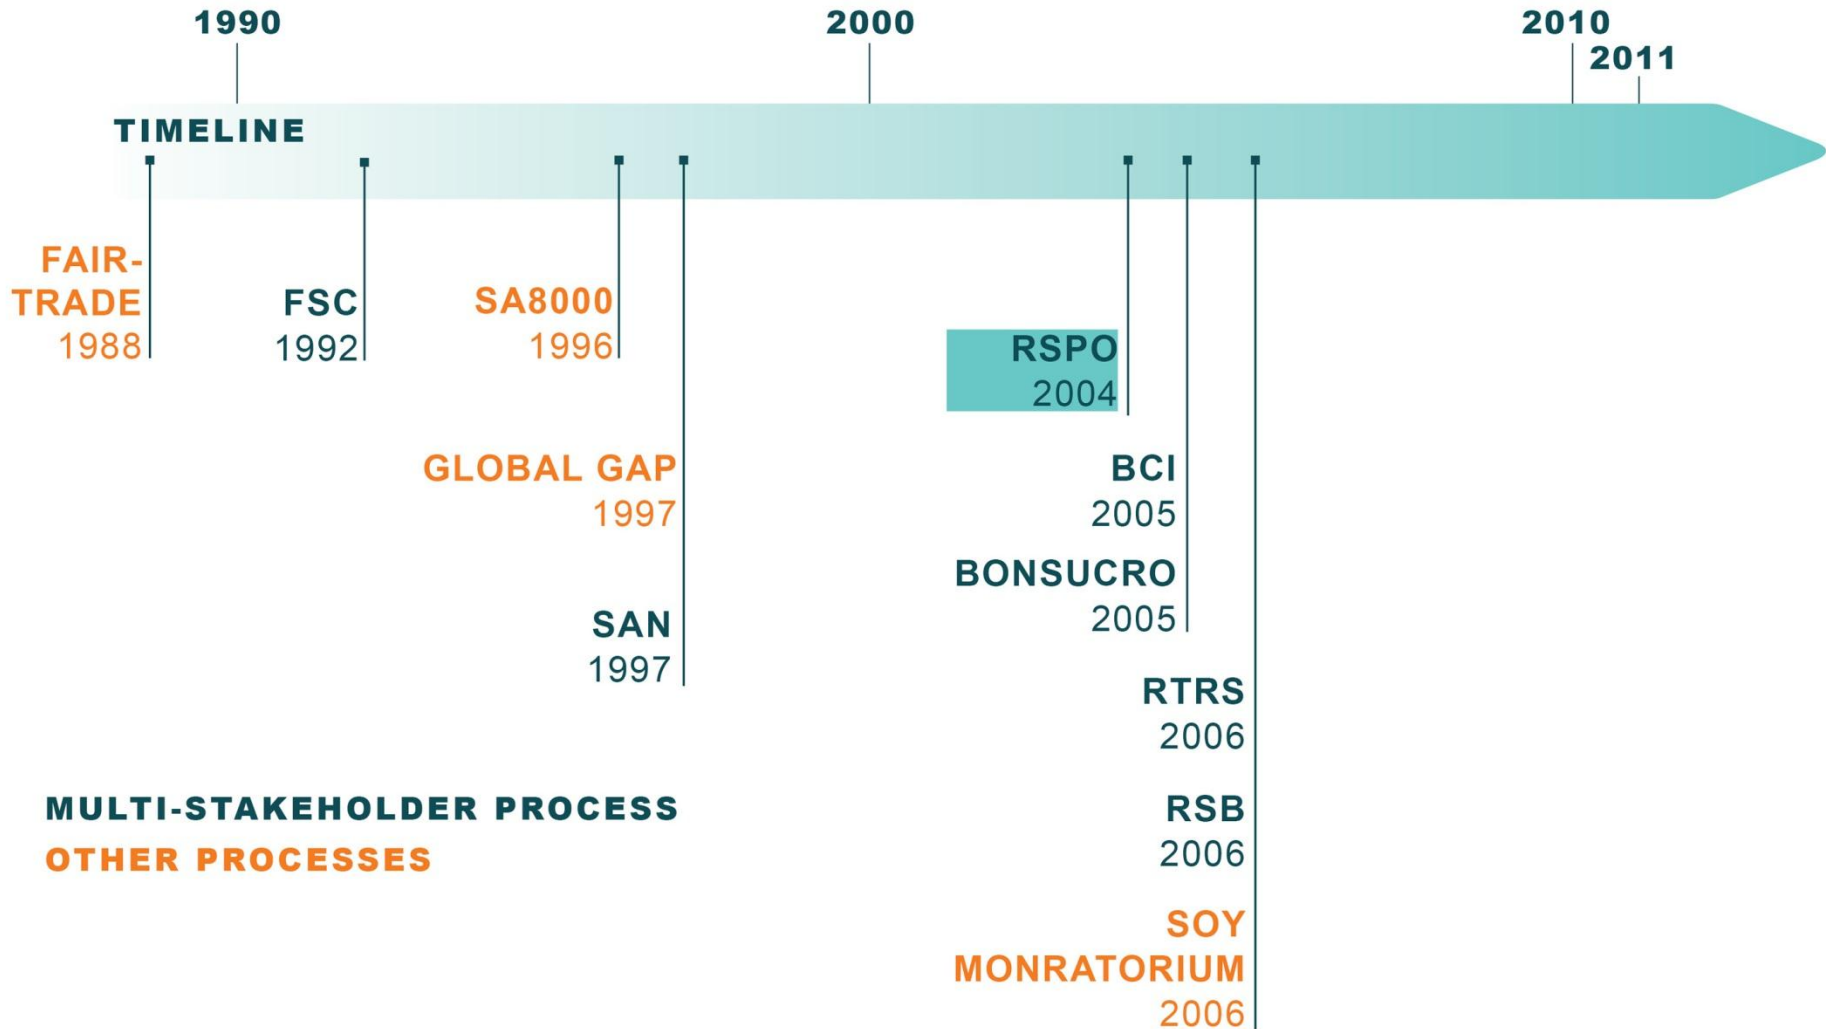 1990
2000
2010
2011
TIMELINE
FAIR-
TRADE
1988
FSC
1992
SA8000
1996
GLOBAL GAP
1997
SAN
1997
RSPO
2004
BCI
2005
BONSUCRO
2005
RTRS
2006
RSB
2006
SOY
MONRATORIUM
2006
MULTI-STAKEHOLDER PROCESS
OTHER PROCESSES